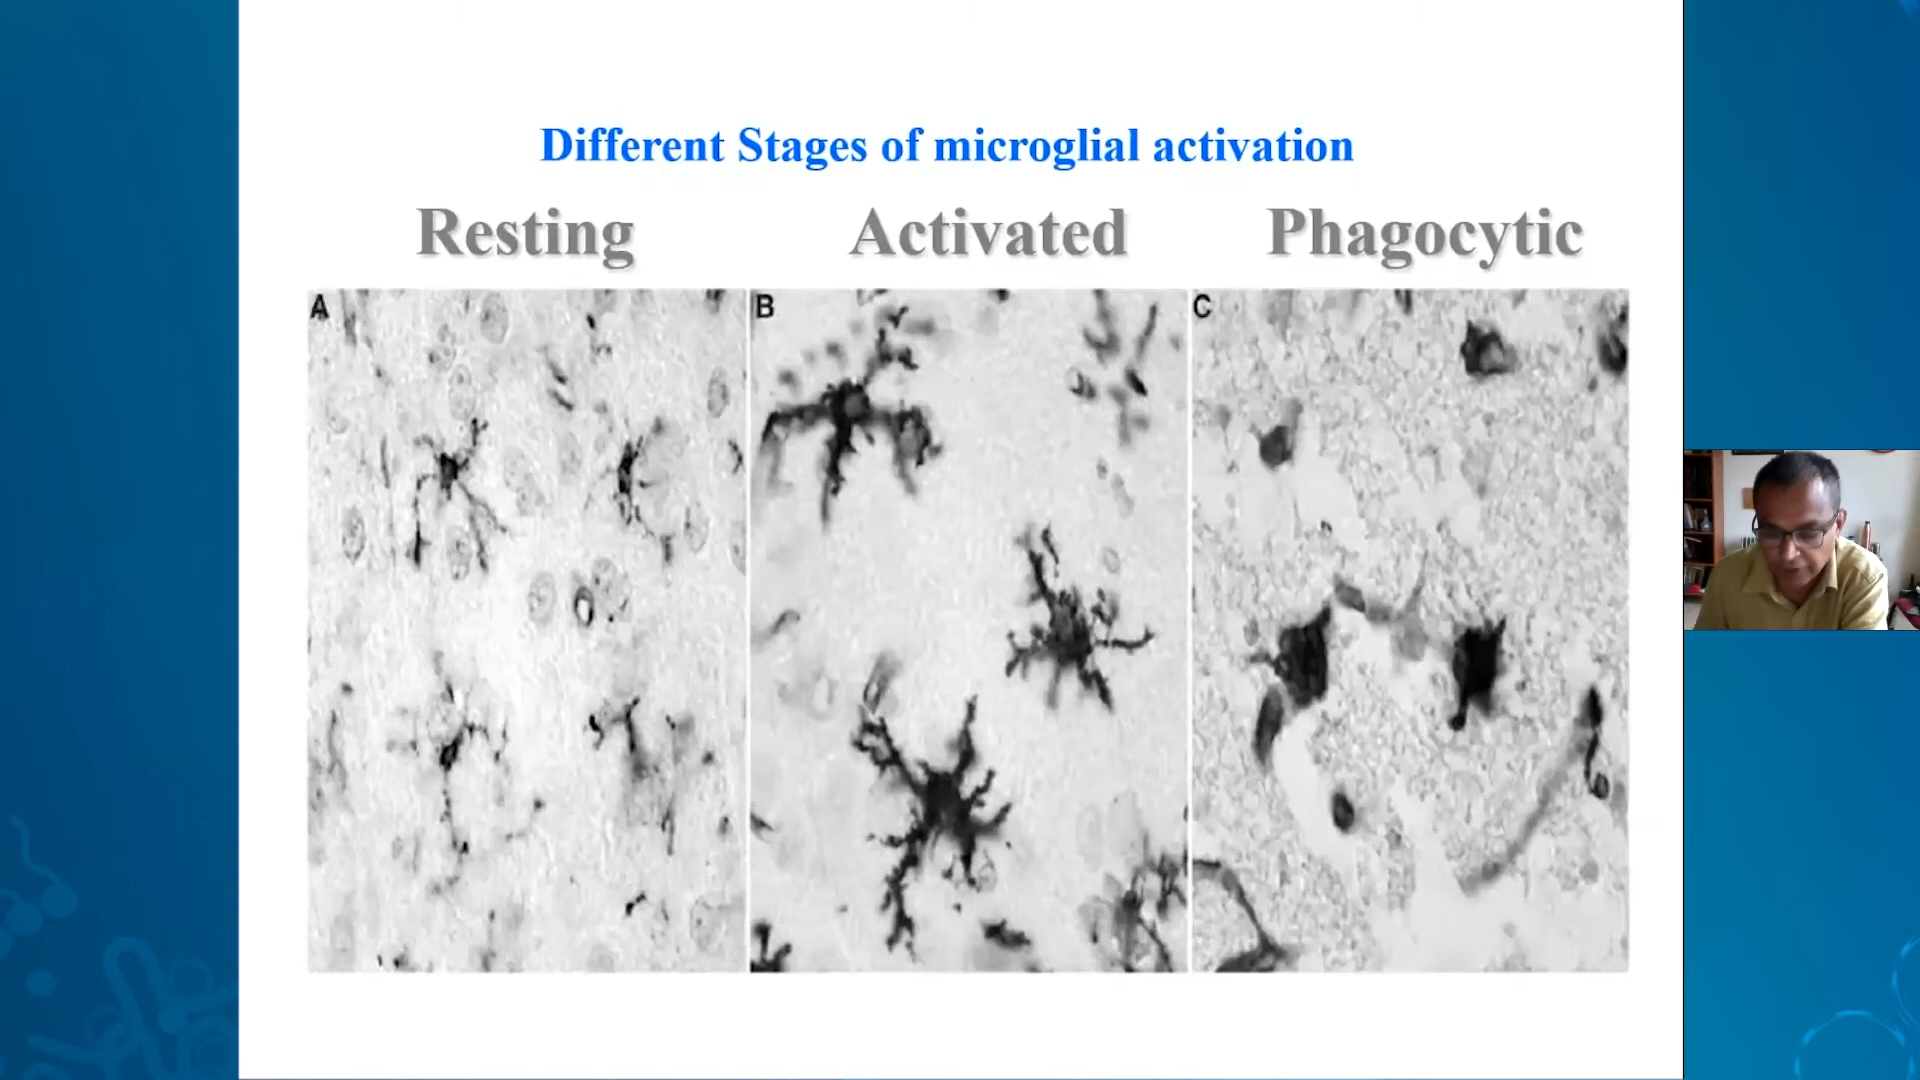 Different Stages of microglial activation
Resting Activated Phagocytic
A B C